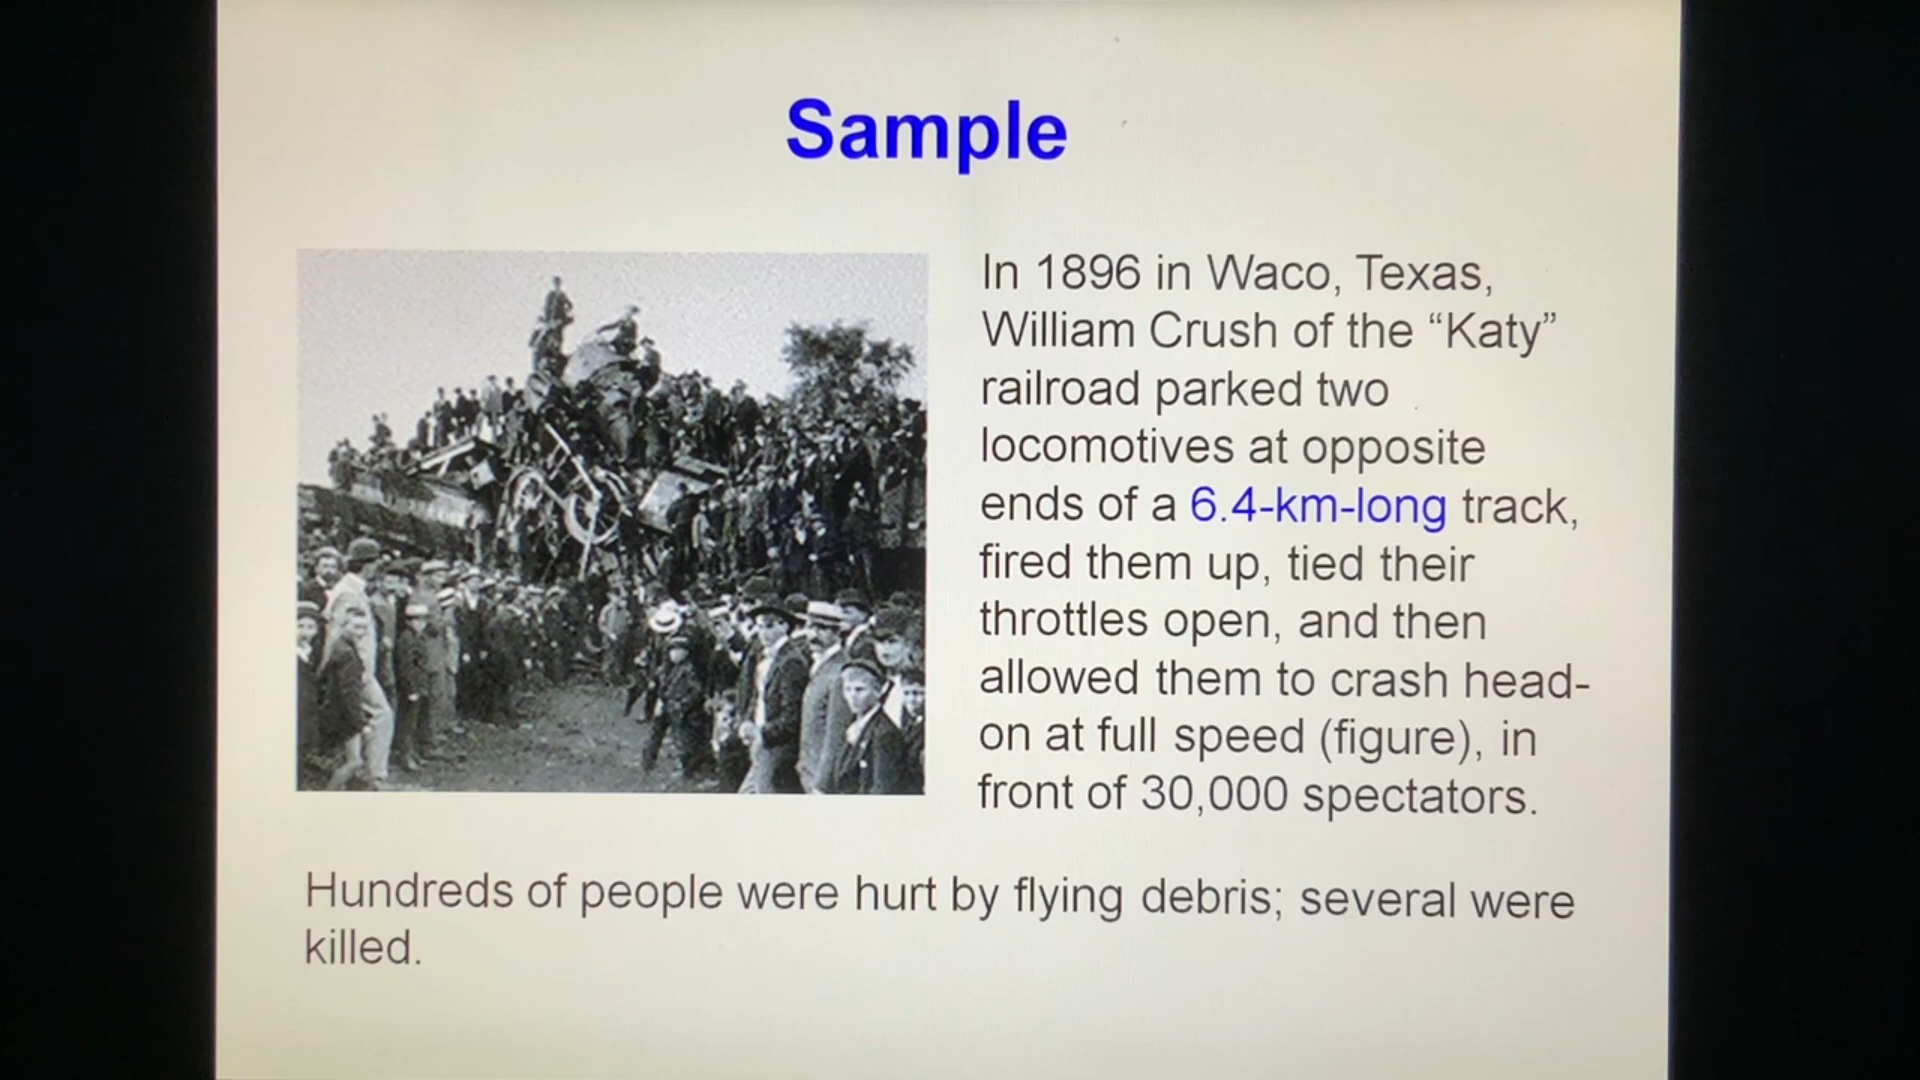 Sample
In 1896 in Waco, Texas,
William Crush of the “Katy”
railroad parked two
locomotives at opposite
ends of a 6.4-km-long track,
fired them up, tied their
throttles open, and then
allowed them to crash head-
on at full speed (figure), in
front of 30,000 spectators.
Hundreds of people were hurt by flying debris; several were
killed.